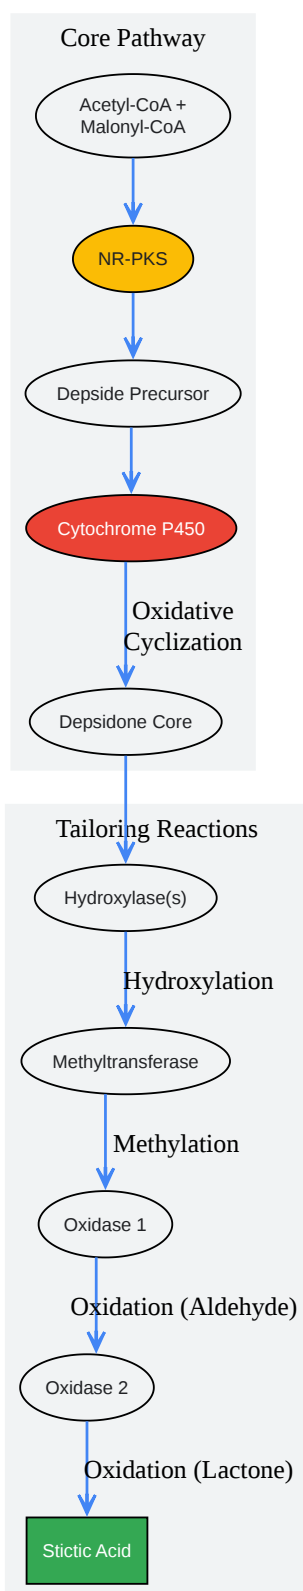 Core Pathway
Acetyl-CoA +
Malonyl-CoA
NR-PKS
Depside Precursor
Cytochrome P450
Oxidative
Cyclization
Depsidone Core
Tailoring Reactions
Hydroxylase(s)
Hydroxylation
Methyltransferase
Methylation
Oxidase 1
Oxidation (Aldehyde)
Oxidase 2
Oxidation (Lactone)
Stictic Acid